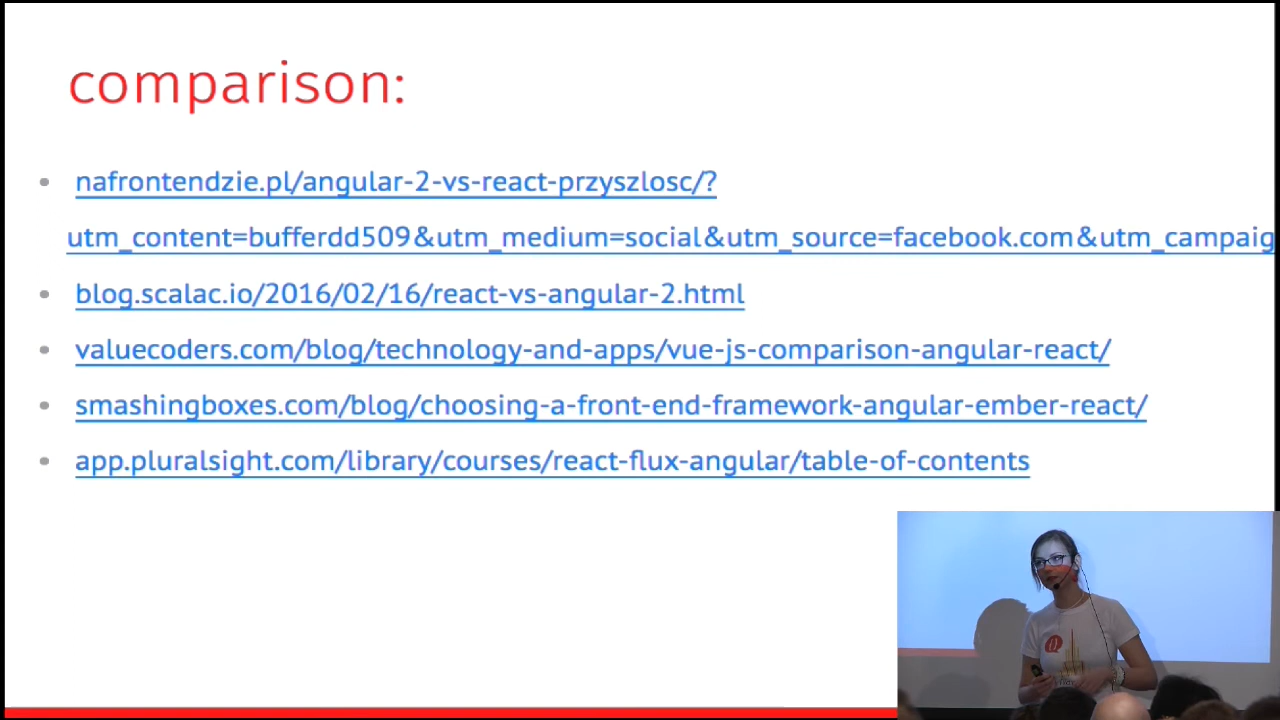 comparison:
nafrontendzie.pl/angular-2-vs-react-przyszlosc/?
utm_content=bufferdd509&utm_medium=social&utm_source=facebook.com&utm_campaig
blog.scalac.io/2016/02/16/react-vs-angular-2.html
valuecoders.com/blog/technology-and-apps/vue-js-comparison-angular-react/
smashingboxes.com/blog/choosing-a-front-end-framework-angular-ember-react/
app.pluralsight.com/library/courses/react-flux-angular/table-of-contents